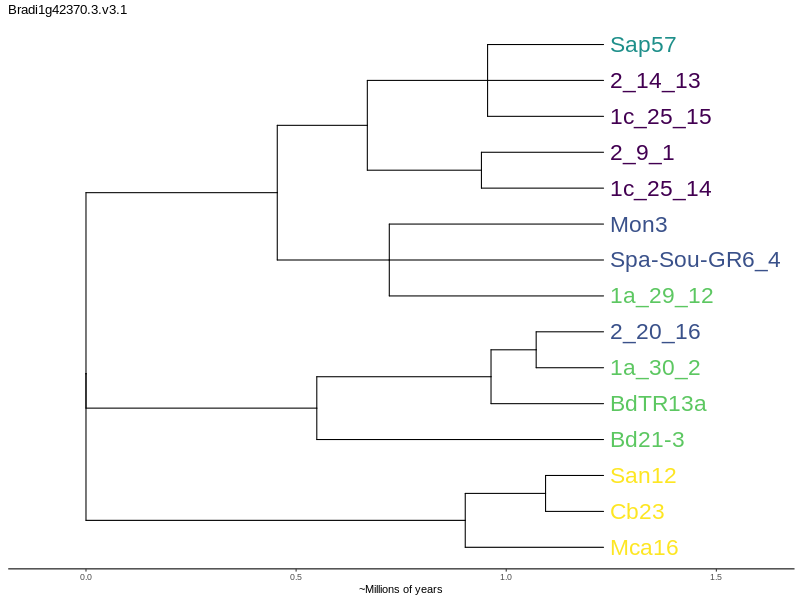 Bradi1g42370.3.v3.1
Sap57
2_14_13
1c_25_15
2_9_1
1c_25_14
Mon3
Spa-Sou-GR6_4
1a_29_12
2_20_16
1a_30_2
BdTR13a
Bd21-3
San12
Cb23
Mca16
0.0 0.5 1.0 1.5
~Millions of years